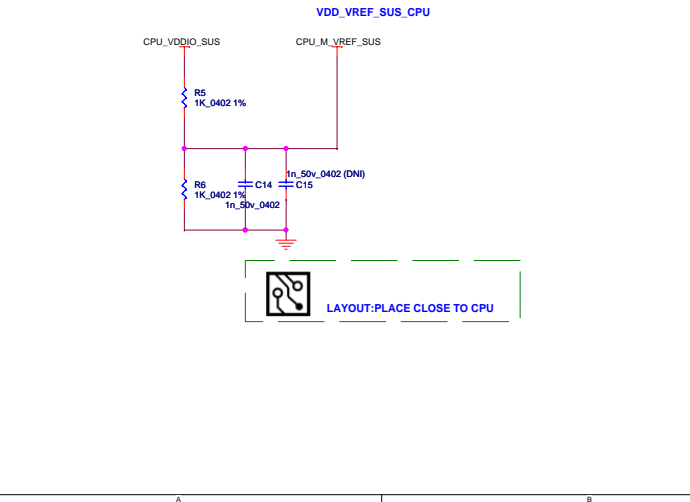 VDD_VREF_SUS_CPU
CPU_VDDIO_SUS
CPU_M_VREF_SUS
R5
1K_0402 1%
1n_50v_0402 (DNI)
R6
C14
C15
1K_0402 1%
1n_50v_0402
LAYOUT:PLACE CLOSE TO CPU
A
B